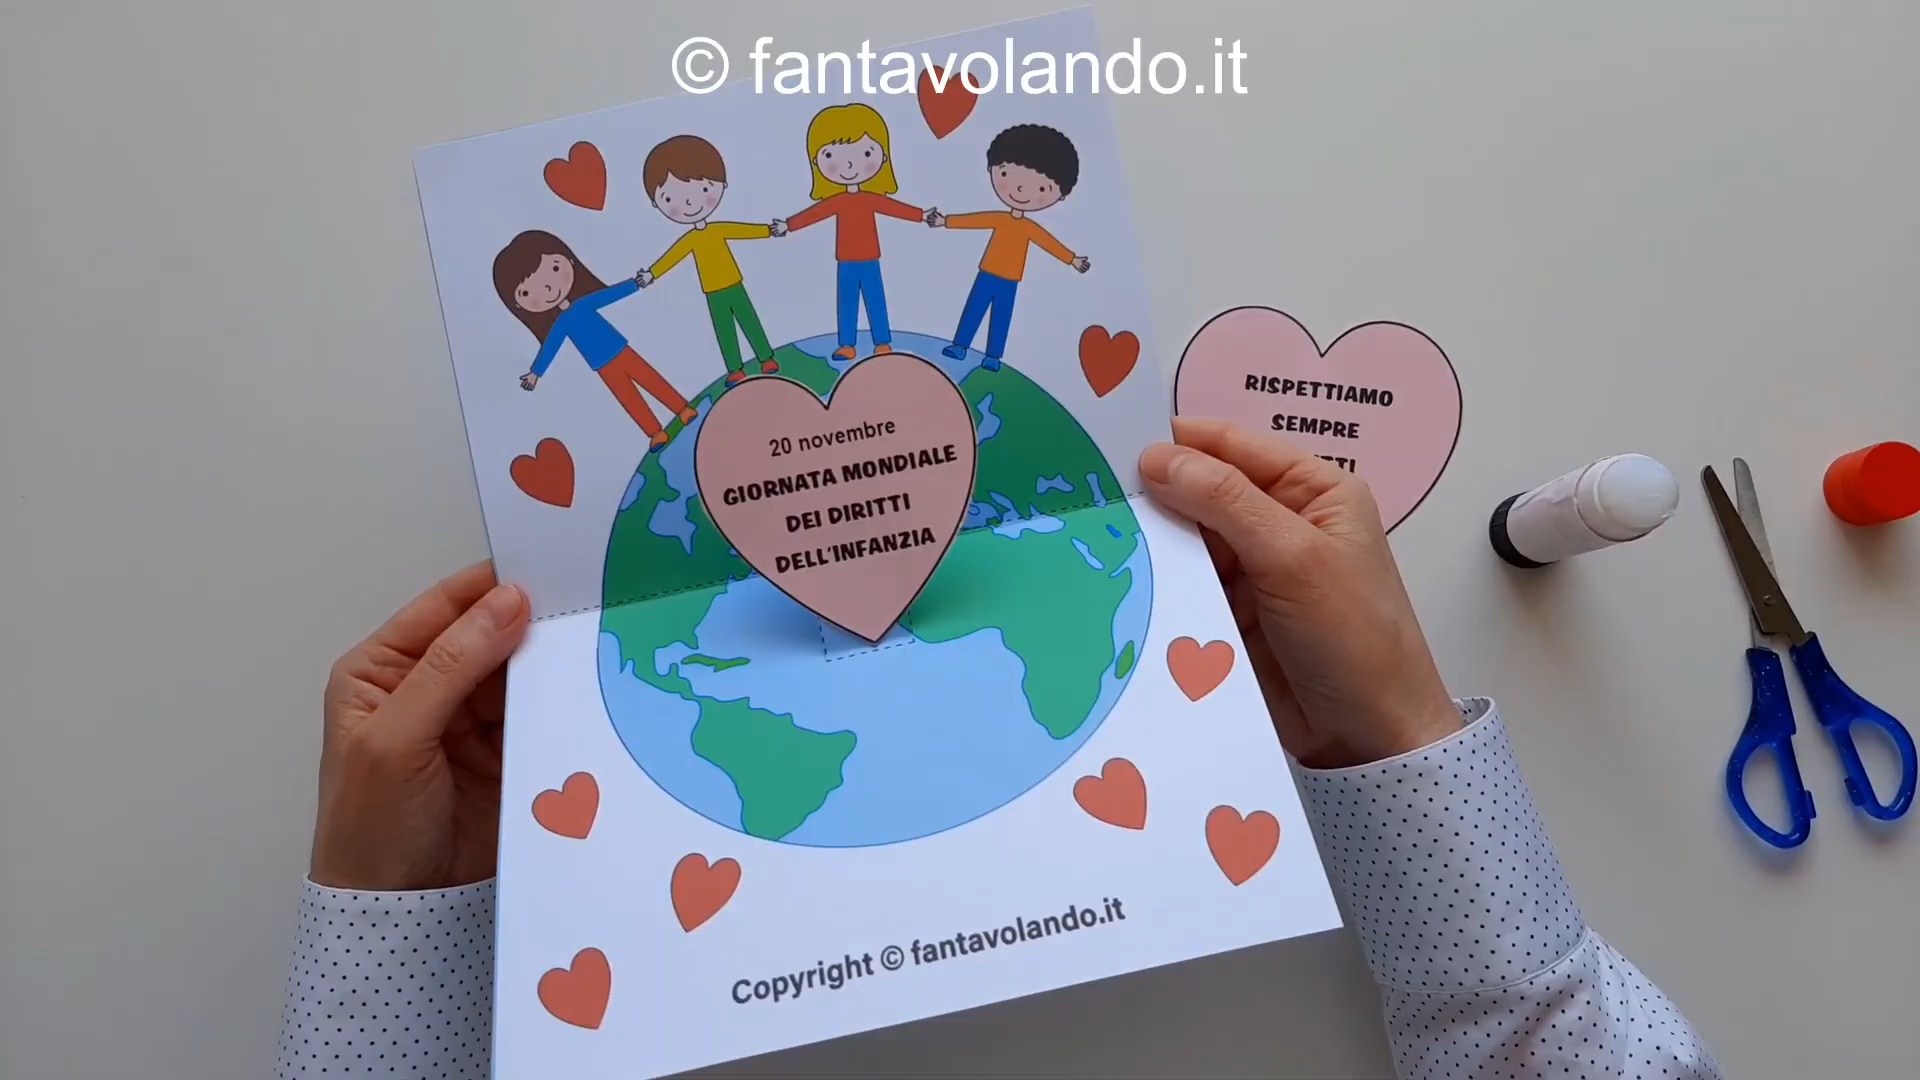 © fantavolando.it
20 novembre
GIORNATA MONDIALE
DEI DIRITTI
DELL'INFANZIA
RISPETTIAMO
SEMPRE
Copyright © fantavolando.it